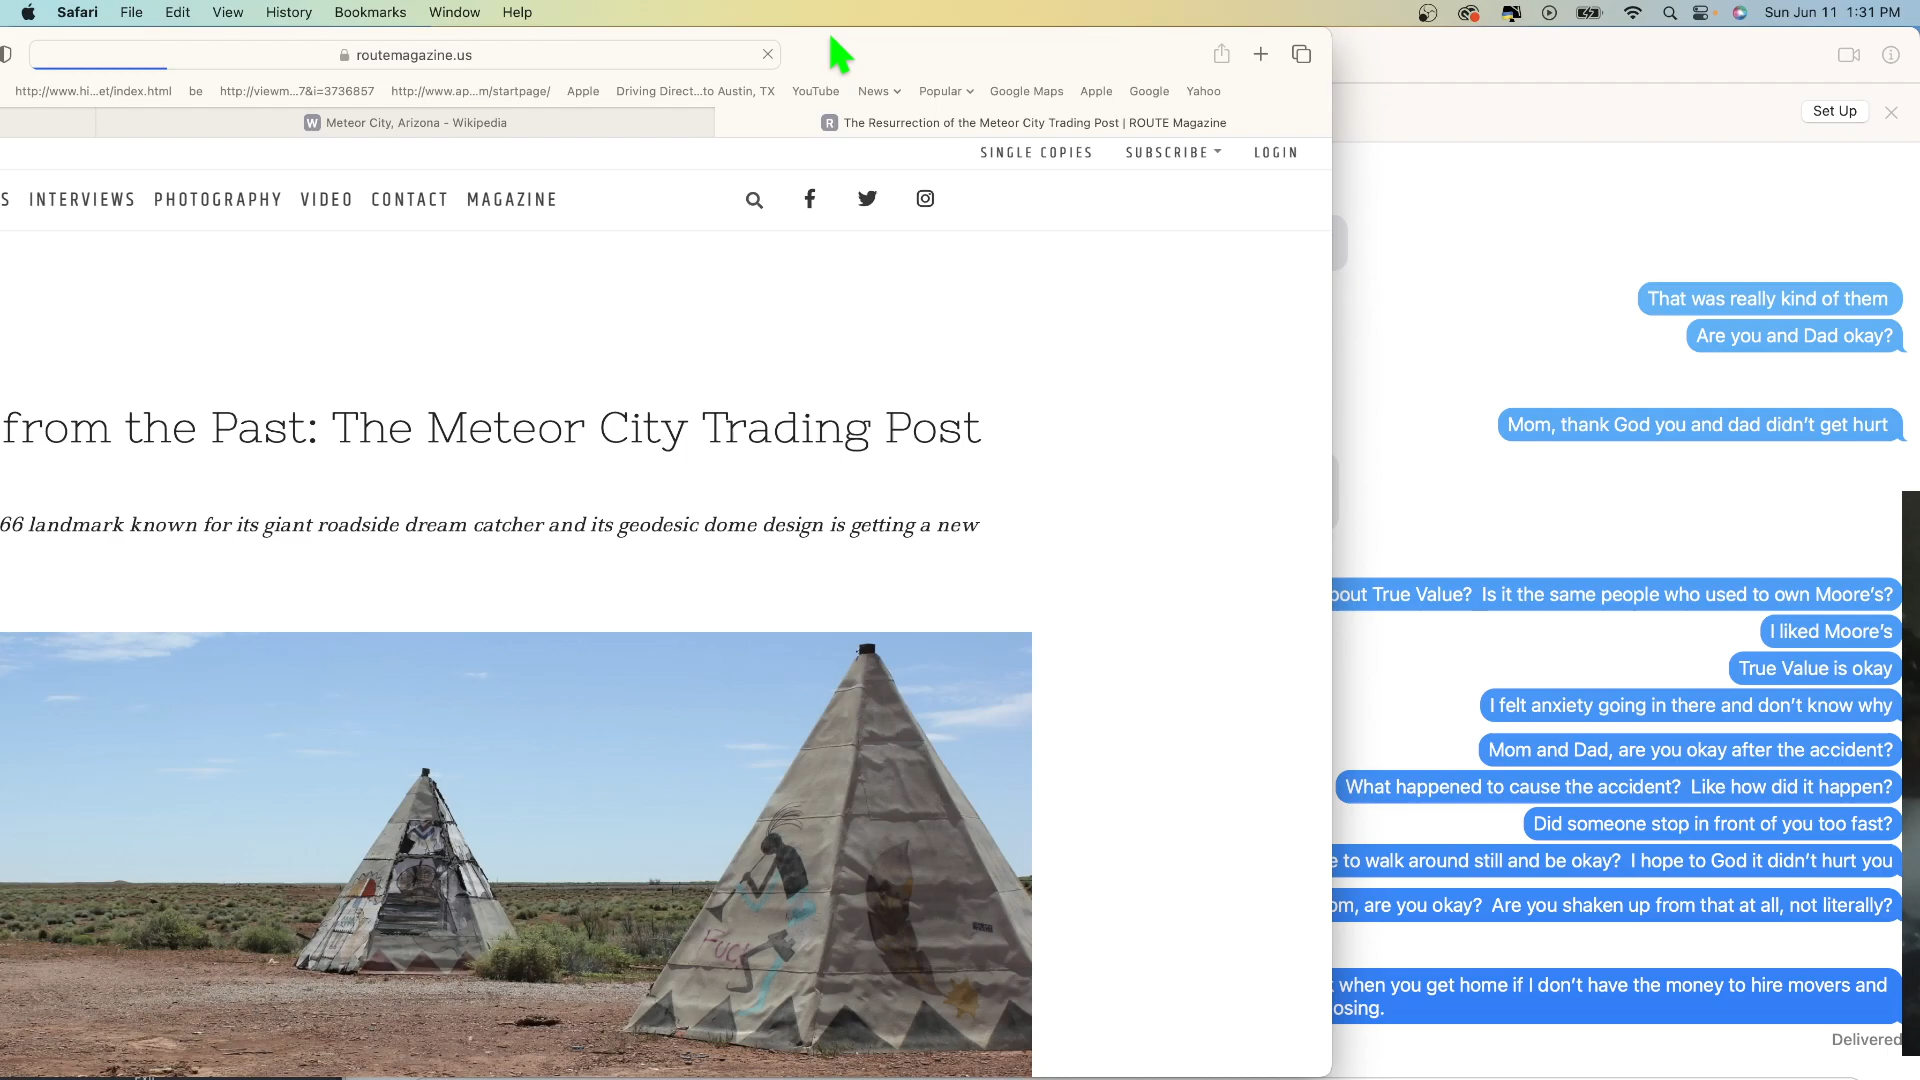 Safari File Edit View History Bookmarks Window Help
Sun Jun 11 1:31 PM
routemagazine.us
http://www.hi...et/index.html be http://viewm...7&i=3736857 http://www.ap...m/startpage/ Apple Driving Direct...to Austin, TX YouTube News Popular Google Maps Apple Google Yahoo
W Meteor City, Arizona - Wikipedia
R The Resurrection of the Meteor City Trading Post | ROUTE Magazine
SINGLE COPIES SUBSCRIBE LOGIN
S INTERVIEWS PHOTOGRAPHY VIDEO CONTACT MAGAZINE
from the Past: The Meteor City Trading Post
66 landmark known for its giant roadside dream catcher and its geodesic dome design is getting a new
FUCK
Set Up
That was really kind of them
Are you and Dad okay?
Mom, thank God you and dad didn't get hurt
bout True Value? Is it the same people who used to own Moore's?
I liked Moore's
True Value is okay
I felt anxiety going in there and don't know why
Mom and Dad, are you okay after the accident?
What happened to cause the accident? Like how did it happen?
Did someone stop in front of you too fast?
e to walk around still and be okay? I hope to God it didn't hurt you
om, are you okay? Are you shaken up from that at all, not literally?
when you get home if I don't have the money to hire movers and
osing.
Delivered